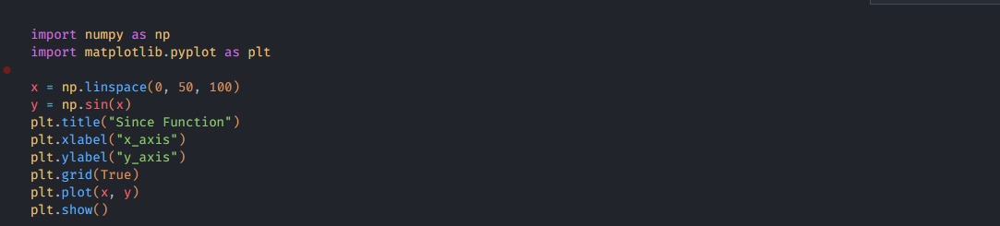 import numpy as np
import matplotlib.pyplot as plt
x = np.linspace(0, 50, 100)
y = np.sin(x)
plt.title("Since Function")
plt.xlabel("x_axis")
plt.ylabel("y_axis")
plt.grid(True)
plt.plot(x, y)
plt.show()